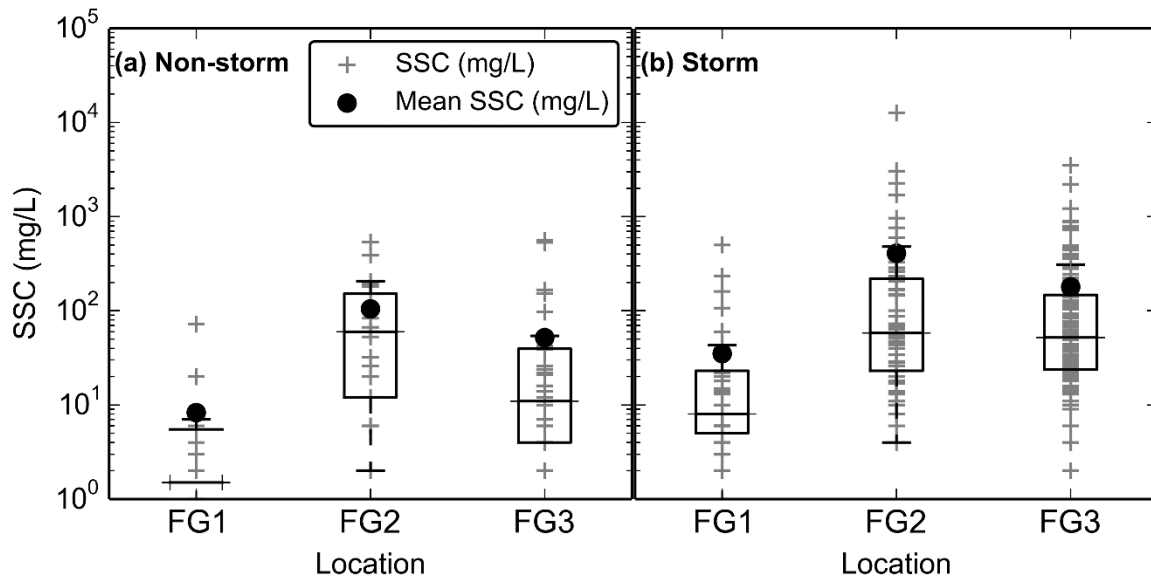 (a) Non-storm
SSC (mg/L)
Mean SSC (mg/L)
(b) Storm
SSC (mg/L)
10^5
10^4
10^3
10^2
10^1
10^0
FG1 FG2 FG3
Location
FG1 FG2 FG3
Location